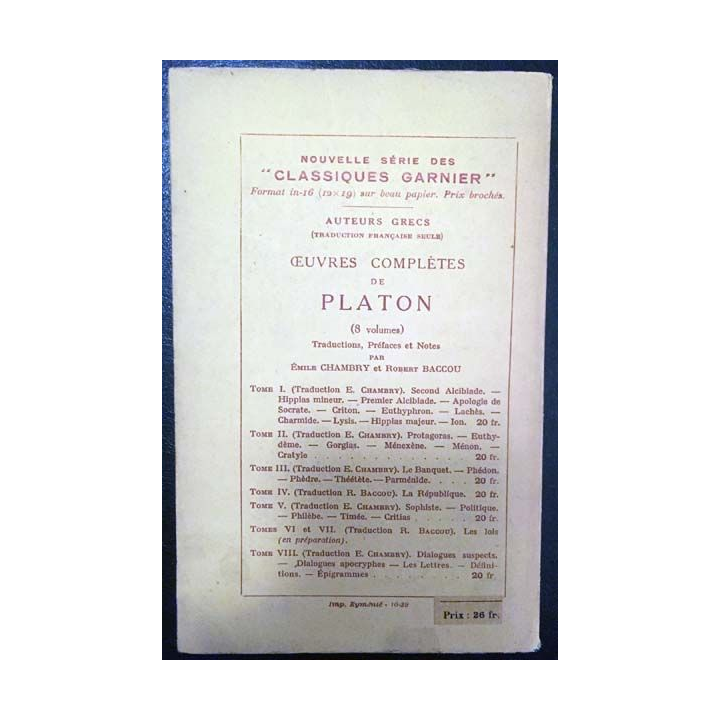 NOUVELLE SÉRIE DES
"CLASSIQUES GARNIER"
Format in-16 (12×19) sur beau papier. Prix brochés.
AUTEURS GRECS
(TRADUCTION FRANÇAISE SEULE)
ŒUVRES COMPLÈTES
DE
PLATON
(8 volumes)
Traductions, Préfaces et Notes
PAR
ÉMILE CHAMBRY et ROBERT BACCOU
TOME I. (Traduction E. CHAMBRY). Second Alcibiade. —
Hippias mineur. — Premier Alcibiade. — Apologie de
Socrate. — Criton. — Euthyphron. — Lachès. —
Charmide. — Lysis. — Hippias majeur. — Ion. 20 fr.
TOME II. (Traduction E. CHAMBRY). Protagoras. — Euthy-
dème. — Gorgias. — Ménexène. — Ménon. —
Cratyle . . . . . . . . . . . . . . . . 20 fr.
TOME III. (Traduction E. CHAMBRY). Le Banquet. — Phédon.
— Phèdre. — Théétète. — Parménide. . . . . 20 fr.
TOME IV. (Traduction R. BACCOU). La République. 20 fr.
TOME V. (Traduction E. CHAMBRY). Sophiste. — Politique.
— Philèbe. — Timée. — Critias . . . . . . 20 fr.
TOMES VI et VII. (Traduction R. BACCOU). Les lois
(en préparation).
TOME VIII. (Traduction E. CHAMBRY). Dialogues suspects.
— Dialogues apocryphes — Les Lettres. — Défini-
tions. — Épigrammes . . . . . . . . . 20 fr
Imp.
Prix : 26 fr.